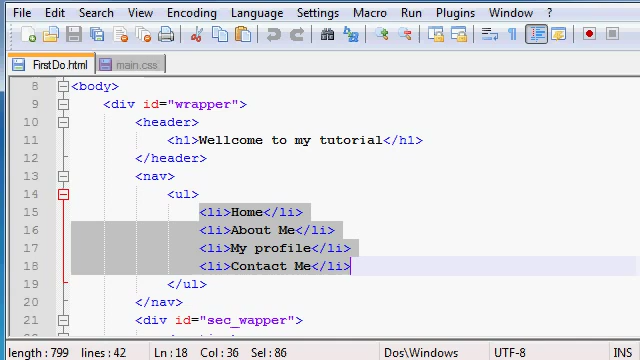 File Edit Search View Encoding Language Settings Macro Run Plugins Window ?
FirstDo.html main.css
8 <body>
9 <div id="wrapper">
10 <header>
11 <h1>Wellcome to my tutorial</h1>
12 </header>
13 <nav>
14 <ul>
15 <li>Home</li>
16 <li>About Me</li>
17 <li>My profile</li>
18 <li>Contact Me</li>
19 </ul>
20 </nav>
21 <div id="sec_wapper">
length : 799 lines : 42 Ln : 18 Col : 36 Sel : 86 Dos\Windows UTF-8 INS